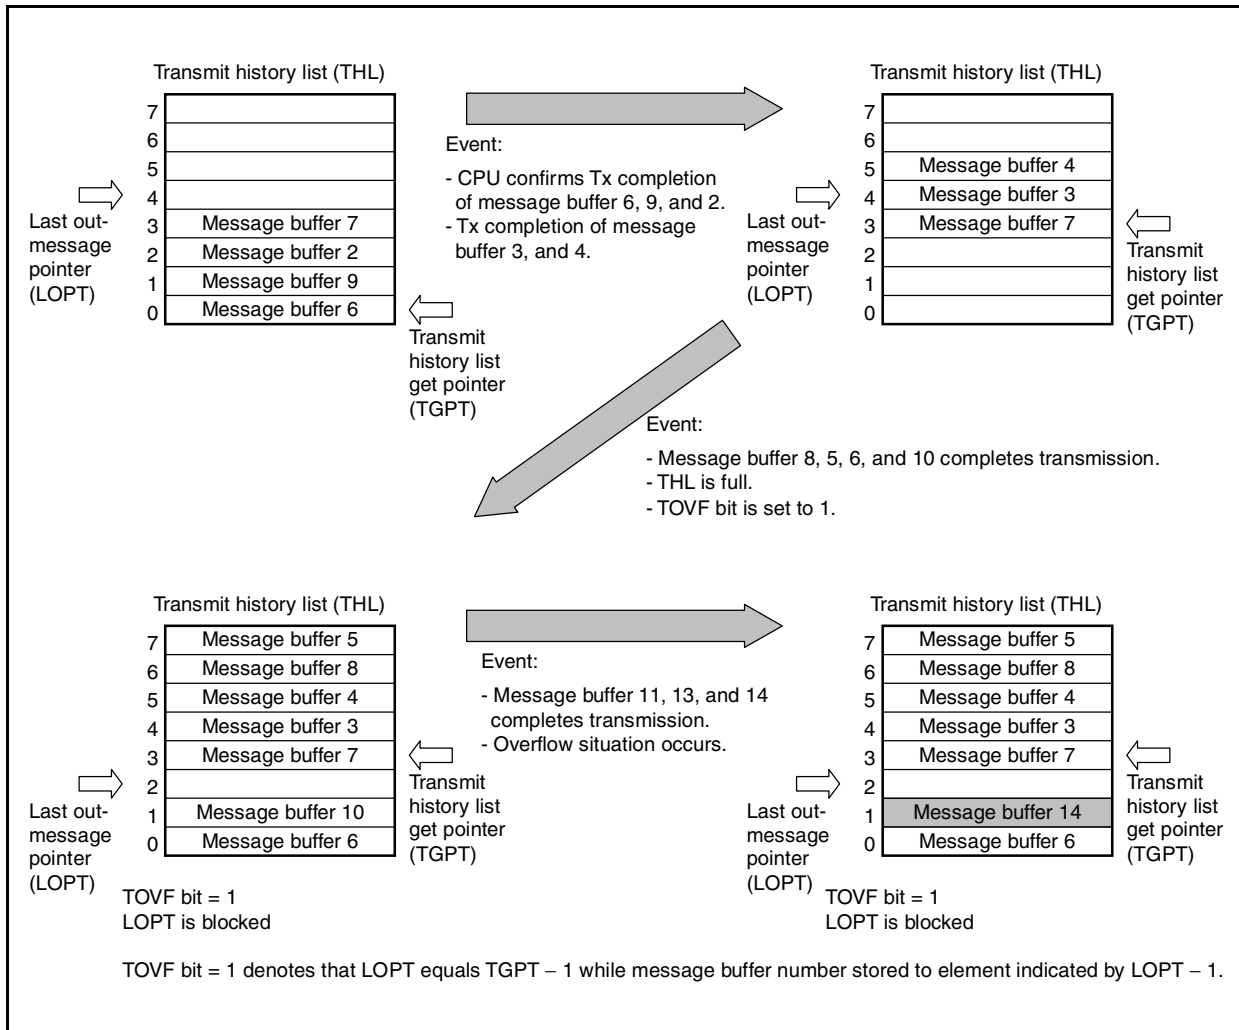 Transmit history list (THL)
7
6
5
4
3 Message buffer 7
2 Message buffer 2
1 Message buffer 9
0 Message buffer 6
Last out-
message
pointer
(LOPT)
Transmit
history list
get pointer
(TGPT)
Event:
- CPU confirms Tx completion
of message buffer 6, 9, and 2.
- Tx completion of message
buffer 3, and 4.
Transmit history list (THL)
7
6
5 Message buffer 4
4 Message buffer 3
3 Message buffer 7
2
1
0
Last out-
message
pointer
(LOPT)
Transmit
history list
get pointer
(TGPT)
Event:
- Message buffer 8, 5, 6, and 10 completes transmission.
- THL is full.
- TOVF bit is set to 1.
Transmit history list (THL)
7 Message buffer 5
6 Message buffer 8
5 Message buffer 4
4 Message buffer 3
3 Message buffer 7
2
1 Message buffer 10
0 Message buffer 6
Last out-
message
pointer
(LOPT)
Transmit
history list
get pointer
(TGPT)
TOVF bit = 1
LOPT is blocked
Event:
- Message buffer 11, 13, and 14
completes transmission.
- Overflow situation occurs.
Transmit history list (THL)
7 Message buffer 5
6 Message buffer 8
5 Message buffer 4
4 Message buffer 3
3 Message buffer 7
2
1 Message buffer 14
0 Message buffer 6
Last out-
message
pointer
(LOPT)
Transmit
history list
get pointer
(TGPT)
TOVF bit = 1
LOPT is blocked
TOVF bit = 1 denotes that LOPT equals TGPT − 1 while message buffer number stored to element indicated by LOPT − 1.